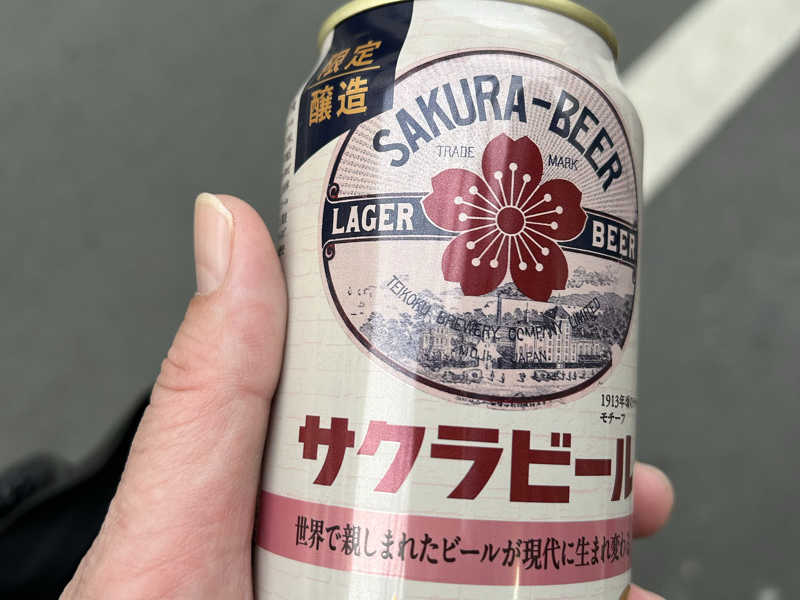 限定
醸造
SAKURA-BEER
TRADE MARK
LAGER BEER
TEIKOKU BREWERY COMPANY LIMITED
MOJI, JAPAN.
1913年
モチーフ
サクラビール
世界で親しまれたビールが現代に生まれ変わ